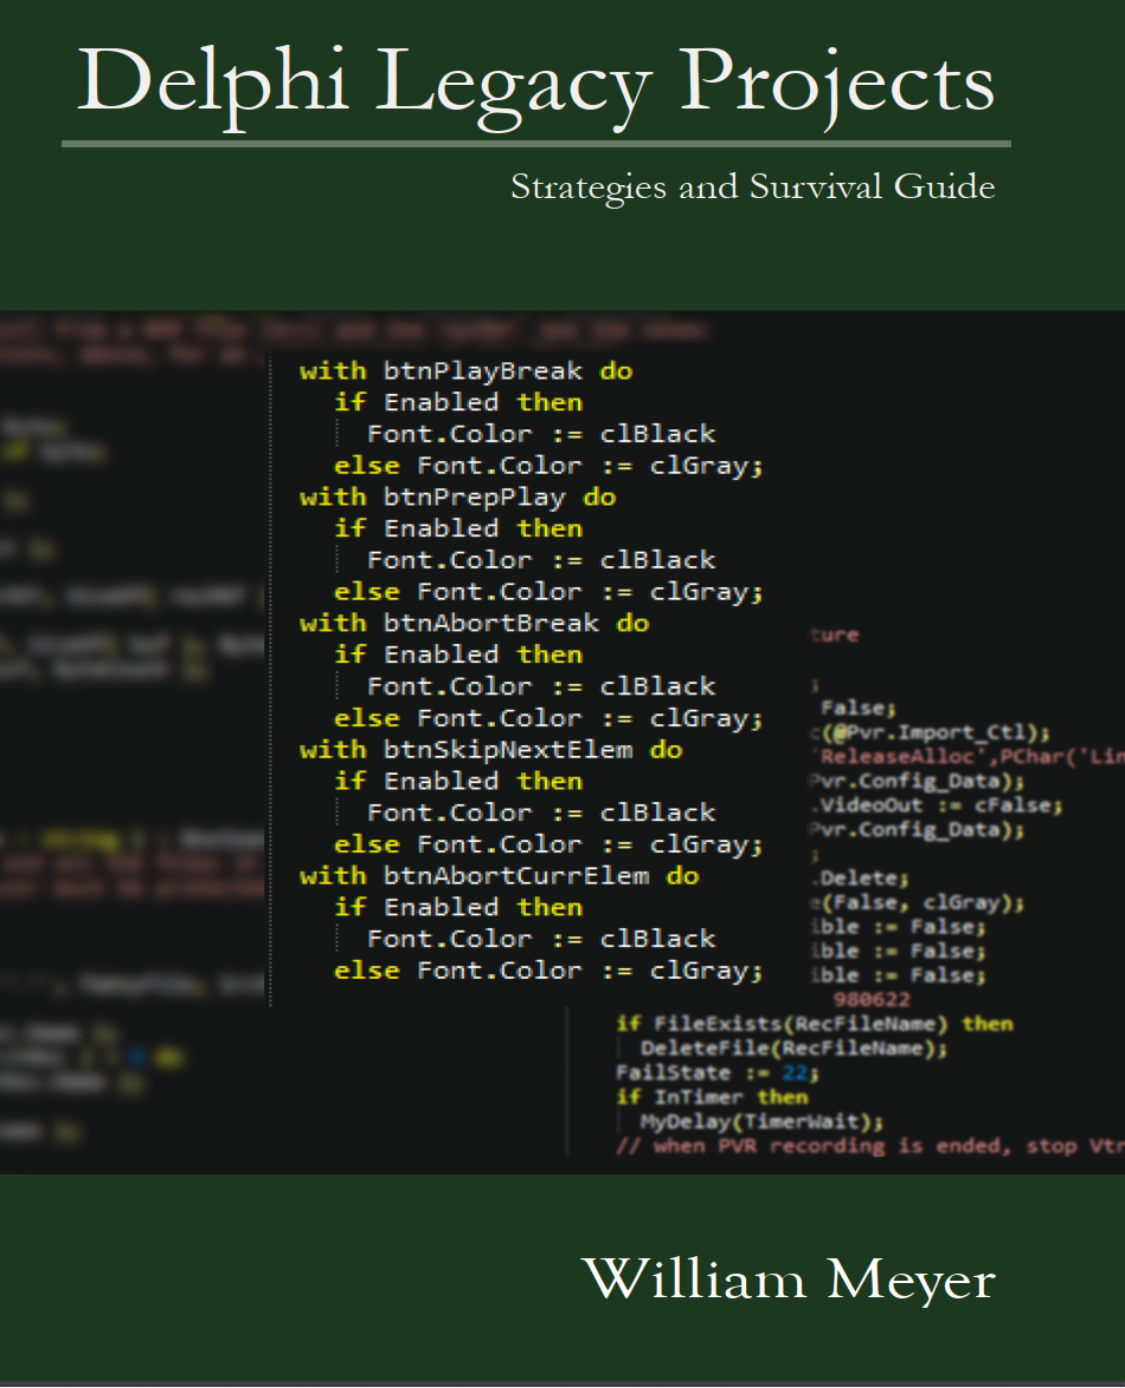 Delphi Legacy Projects
Strategies and Survival Guide
with btnPlayBreak do
if Enabled then
Font.Color := clBlack
else Font.Color := clGray;
with btnPrepPlay do
if Enabled then
Font.Color := clBlack
else Font.Color := clGray;
with btnAbortBreak do
if Enabled then
Font.Color := clBlack
else Font.Color := clGray;
with btnSkipNextElem do
if Enabled then
Font.Color := clBlack
else Font.Color := clGray;
with btnAbortCurrElem do
if Enabled then
Font.Color := clBlack
else Font.Color := clGray;
ture
;
False;
c(@Pvr.Import_Ctl);
'ReleaseAlloc',PChar('Lin
Pvr.Config_Data);
.VideoOut := cFalse;
Pvr.Config_Data);
;
.Delete;
e(False, clGray);
ible := False;
ible := False;
ible := False;
980622
if FileExists(RecFileName) then
DeleteFile(RecFileName);
FailState := 22;
if InTimer then
MyDelay(TimerWait);
// when PVR recording is ended, stop Vtr
William Meyer